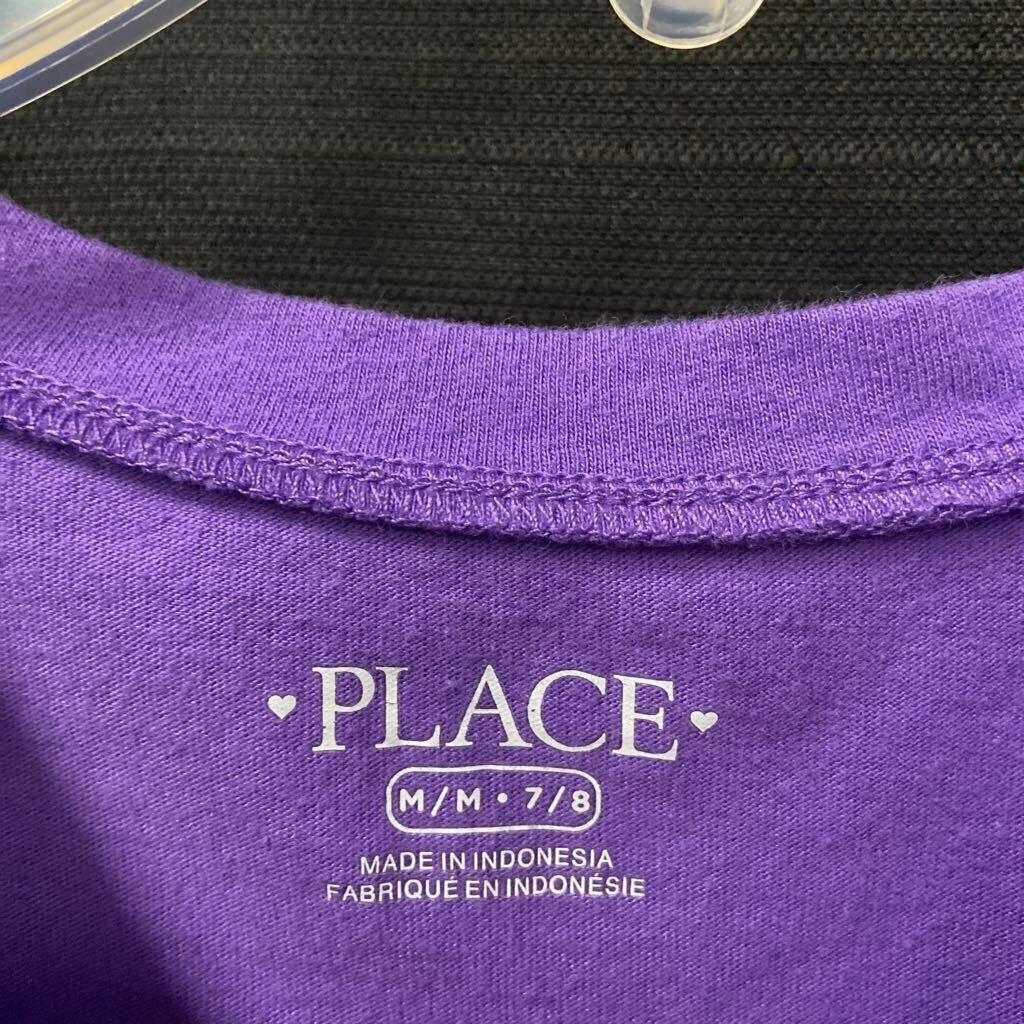 PLACE
M/M • 7/8
MADE IN INDONESIA
FABRIQUÉ EN INDONÉSIE